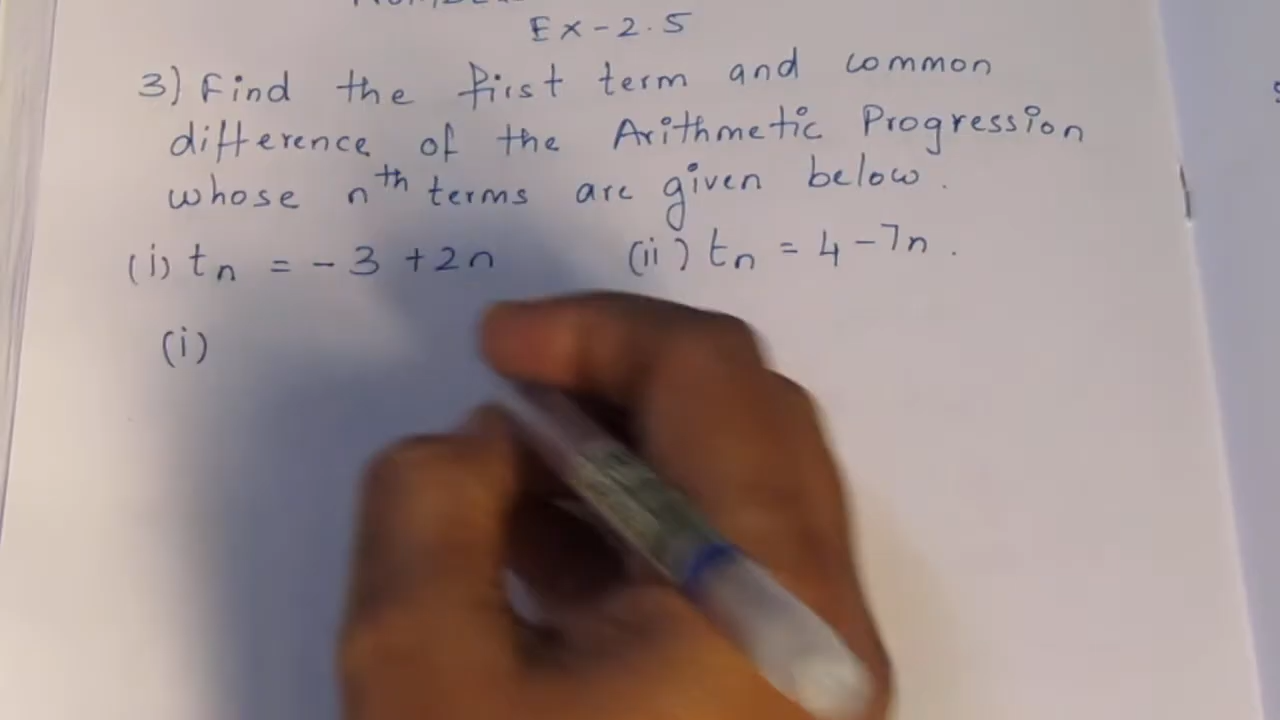 Ex-2.5
3) Find the first term and common
difference of the Arithmetic Progression
whose nth terms are given below.
(i) tn = -3 +2n (ii) tn = 4 -7n.
(i)